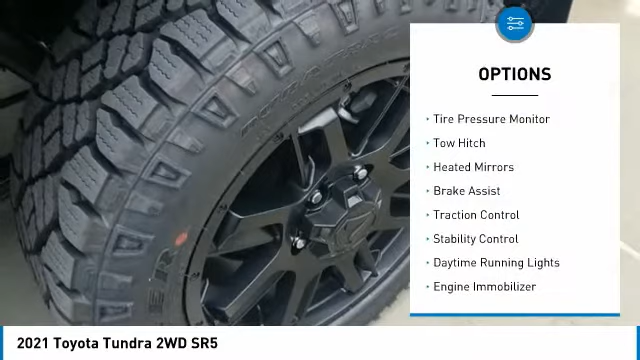 OPTIONS
Tire Pressure Monitor
Tow Hitch
Heated Mirrors
Brake Assist
Traction Control
Stability Control
Daytime Running Lights
Engine Immobilizer
2021 Toyota Tundra 2WD SR5